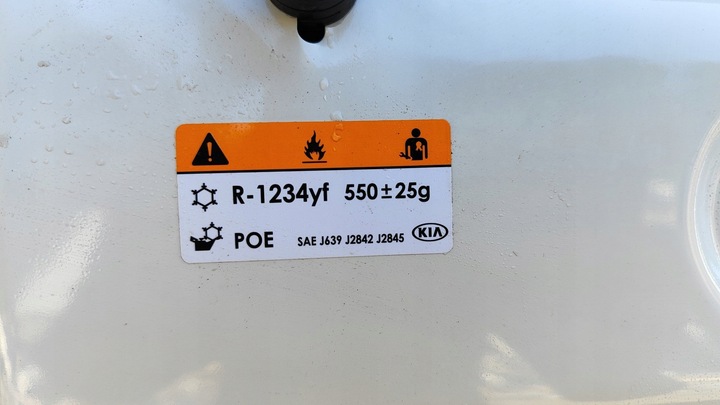 R-1234yf 550±25g
POE SAE J639 J2842 J2845 KIA